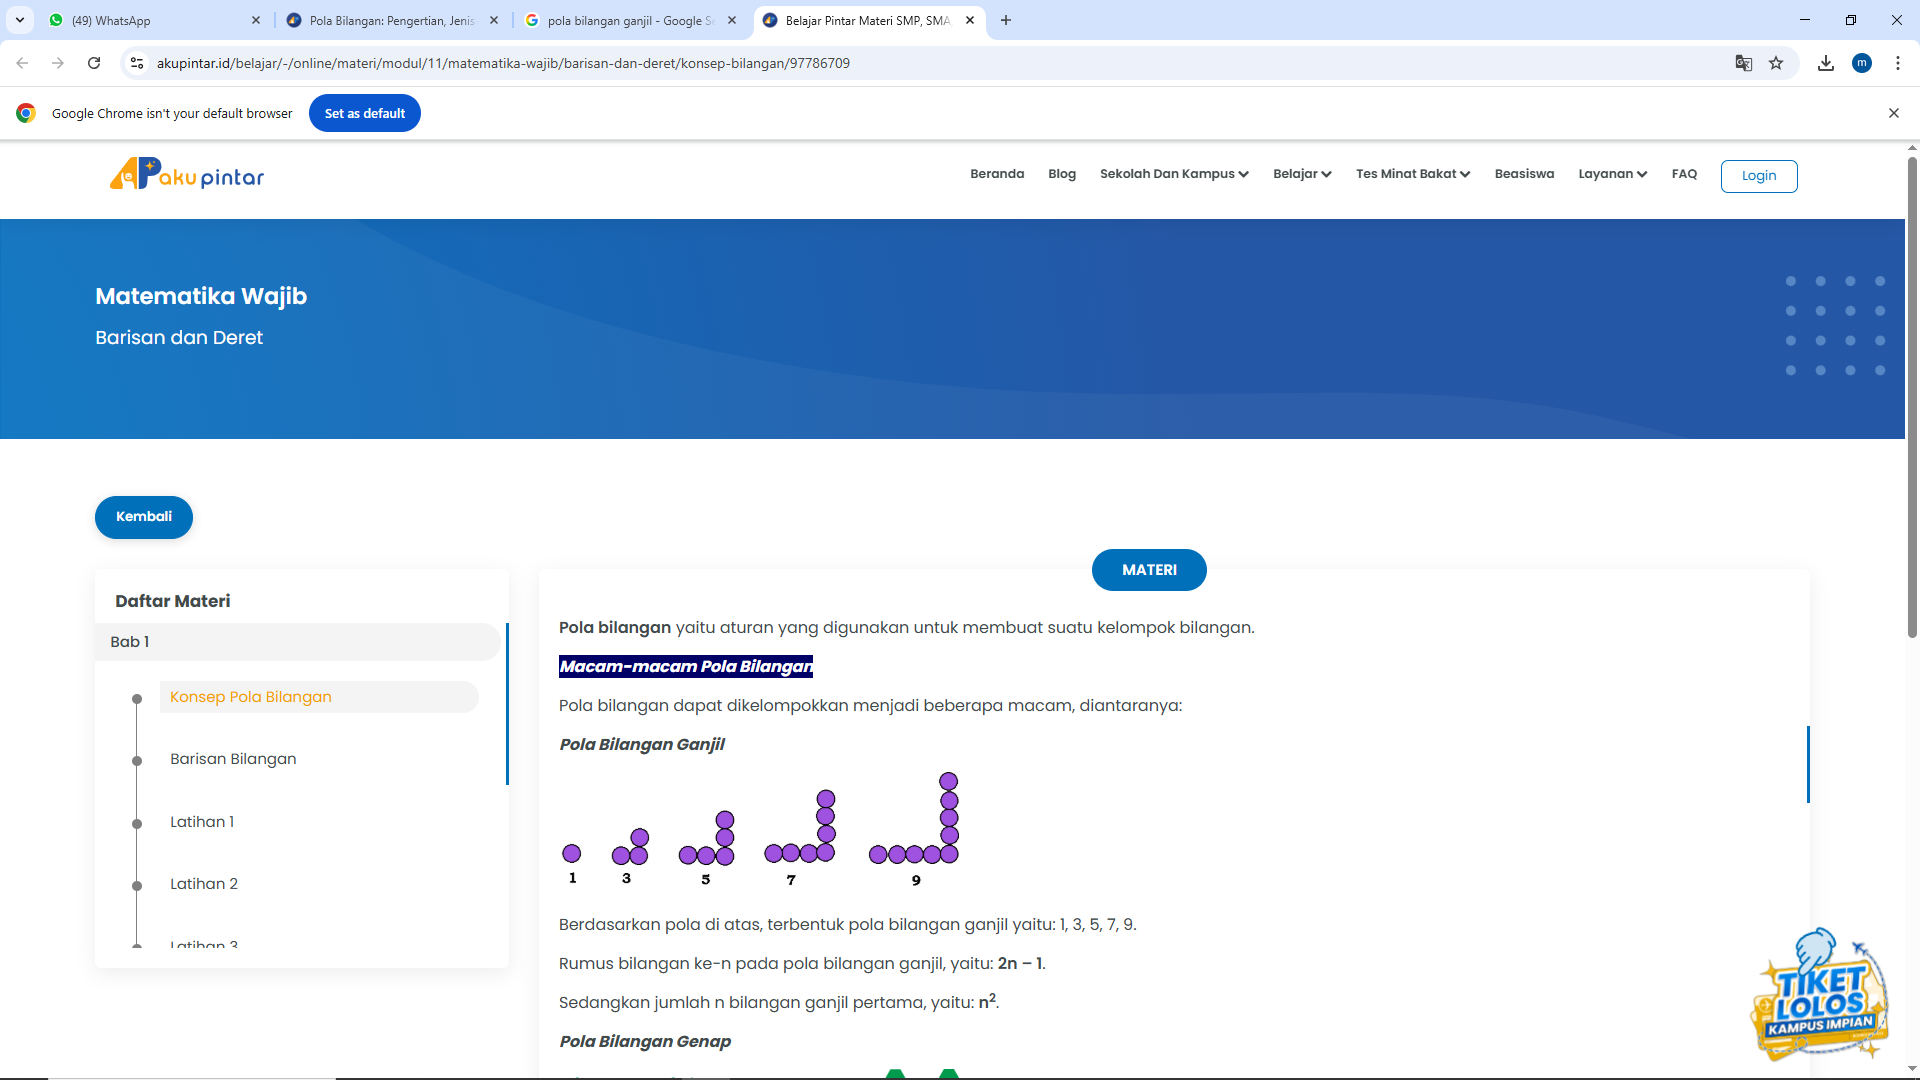 (49) WhatsApp
Pola Bilangan: Pengertian, Jenis
pola bilangan ganjil - Google Se
Belajar Pintar Materi SMP, SMA,
akupintar.id/belajar/-/online/materi/modul/11/matematika-wajib/barisan-dan-deret/konsep-bilangan/97786709
m
Google Chrome isn't your default browser
Set as default
AP aku pintar
Beranda
Blog
Sekolah Dan Kampus
Belajar
Tes Minat Bakat
Beasiswa
Layanan
FAQ
Login
Matematika Wajib
Barisan dan Deret
Kembali
Daftar Materi
Bab 1
Konsep Pola Bilangan
Barisan Bilangan
Latihan 1
Latihan 2
Latihan 3
MATERI
Pola bilangan yaitu aturan yang digunakan untuk membuat suatu kelompok bilangan.
Macam-macam Pola Bilangan
Pola bilangan dapat dikelompokkan menjadi beberapa macam, diantaranya:
Pola Bilangan Ganjil
1 3 5 7 9
Berdasarkan pola di atas, terbentuk pola bilangan ganjil yaitu: 1, 3, 5, 7, 9.
Rumus bilangan ke-n pada pola bilangan ganjil, yaitu: 2n – 1.
Sedangkan jumlah n bilangan ganjil pertama, yaitu: n².
Pola Bilangan Genap
TIKET
LOLOS
KAMPUS IMPIAN